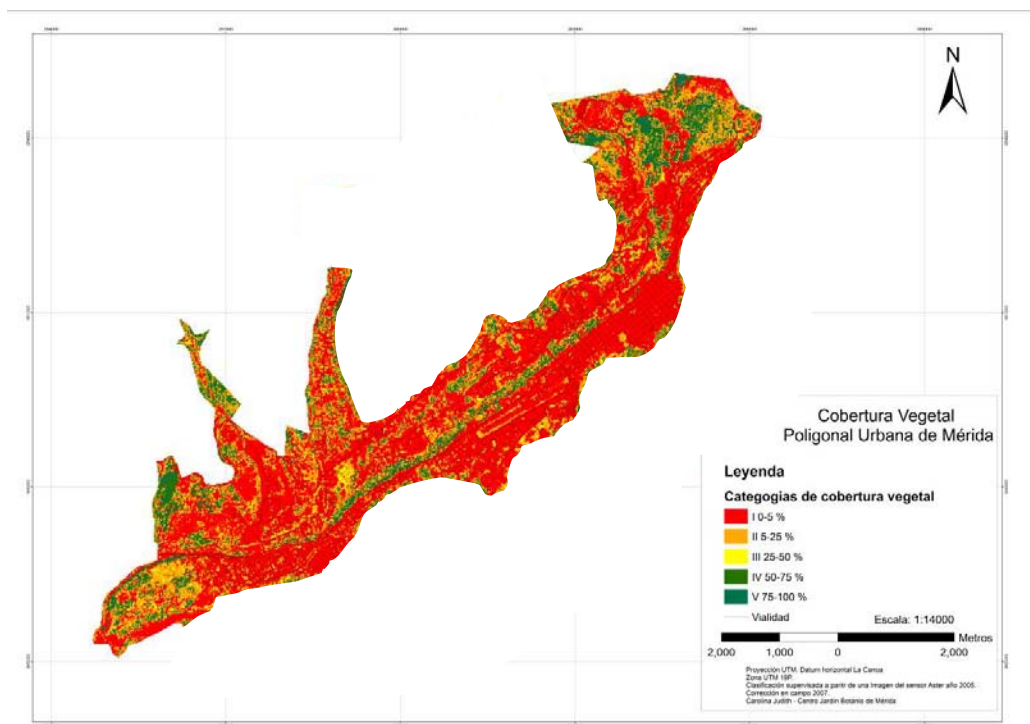 N
Cobertura Vegetal
Poligonal Urbana de Mérida
Leyenda
Categogias de cobertura vegetal
I 0-5 %
II 5-25 %
III 25-50 %
IV 50-75 %
V 75-100 %
Vialidad
Escala: 1:14000
Metros
2,000 1,000 0 2,000
Proyección UTM. Datum horizontal La Canoa
Zona UTM 19P.
Clasificación supervisada a partir de una imagen del sensor Aster año 2005.
Corrección en campo 2007.
Carolina Judith - Centro Jardín Botánis de Mérida